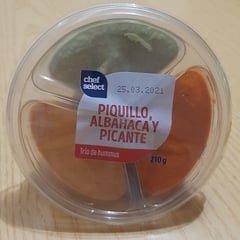 chef
select
25.03.2021
PIQUILLO,
ALBAHACA Y
PICANTE
Trío de hummus
210 g